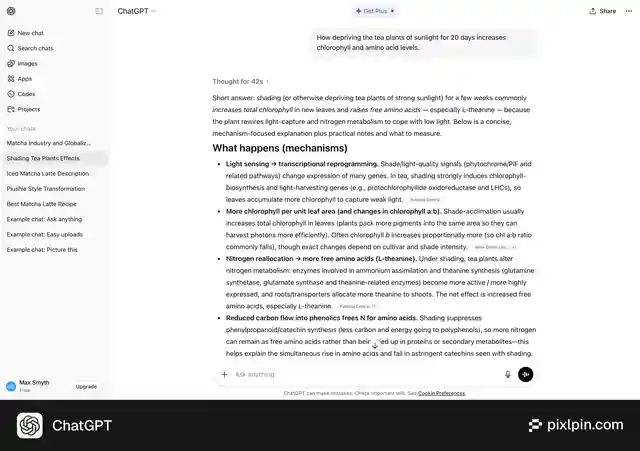 ChatGPT
Get Plus
Share
New chat
Search chats
Images
Apps
Codex
Projects
Your chats
Matcha Industry and Globaliz...
Shading Tea Plants Effects
Iced Matcha Latte Description
Plushie Style Transformation
Best Matcha Latte Recipe
Example chat: Ask anything
Example chat: Easy uploads
Example chat: Picture this
Max.Smyth
Free
Upgrade
How depriving the tea plants of sunlight for 20 days increases
chlorophyll and amino acid levels.
Thought for 42s
Short answer: shading (or otherwise depriving tea plants of strong sunlight) for a few weeks commonly
increases total chlorophyll in new leaves and raises free amino acids — especially L-theanine — because
the plant rewires light-capture and nitrogen metabolism to cope with low light. Below is a concise,
mechanism-focused explanation plus practical notes and what to measure.
What happens (mechanisms)
• Light sensing → transcriptional reprogramming. Shade/light-quality signals (phytochrome/PIF and
related pathways) change expression of many genes. In tea, shading strongly induces chlorophyll-
biosynthesis and light-harvesting genes (e.g., protochlorophyllide oxidoreductase and LHCs), so
leaves accumulate more chlorophyll to capture weak light. PubMed Central
• More chlorophyll per unit leaf area (and changes in chlorophyll a:b). Shade-acclimation usually
increases total chlorophyll in leaves (plants pack more pigments into the same area so they can
harvest photons more efficiently). Often chlorophyll b increases proportionally more (so chl a:b ratio
commonly falls), though exact changes depend on cultivar and shade intensity. +1
• Nitrogen reallocation → more free amino acids (L-theanine). Under shading, tea plants alter
nitrogen metabolism: enzymes involved in ammonium assimilation and theanine synthesis (glutamine
synthetase, glutamate synthase and theanine-related enzymes) become more active / more highly
expressed, and roots/transporters allocate more theanine to shoots. The net effect is increased free
amino acids, especially L-theanine. PubMed Central +1
• Reduced carbon flow into phenolics frees N for amino acids. Shading suppresses
phenylpropanoid/catechin synthesis (less carbon and energy going to polyphenols), so more nitrogen
can remain as free amino acids rather than being ed up in proteins or secondary metabolites—this
helps explain the simultaneous rise in amino acids and fall in astringent catechins seen with shading.
Ask anything
ChatGPT can make mistakes. Check important info. See Cookie Preferences.
ChatGPT
pixlpin.com